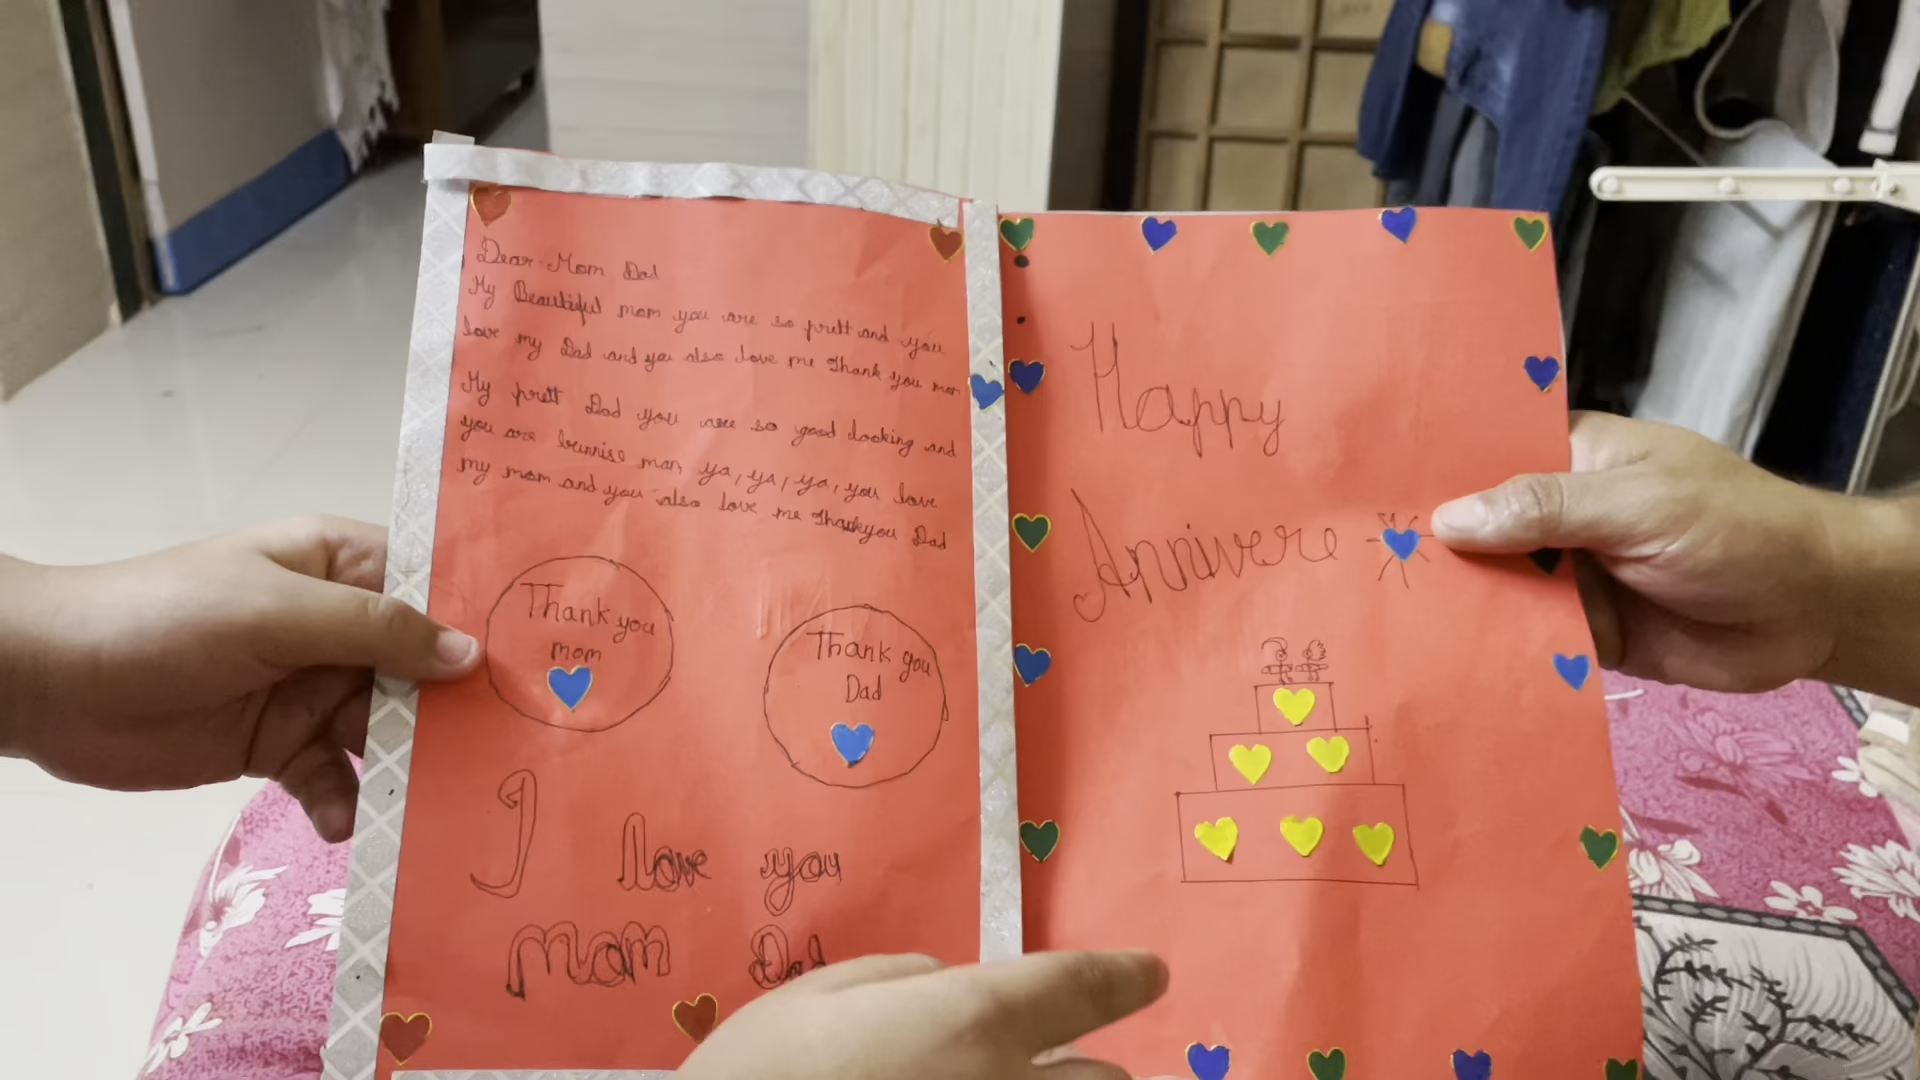 Dear Mom Dad
My Beautiful mom you are so prett and you
love my Dad and you also love me Thank you mom
My prett Dad you are so good looking and
you are bunnise man, ya, ya, ya, you love
my mom and you also love me Thankyou Dad
Thank you
mom
Thank you
Dad
I love you
mom Dad
Happy
Annivere